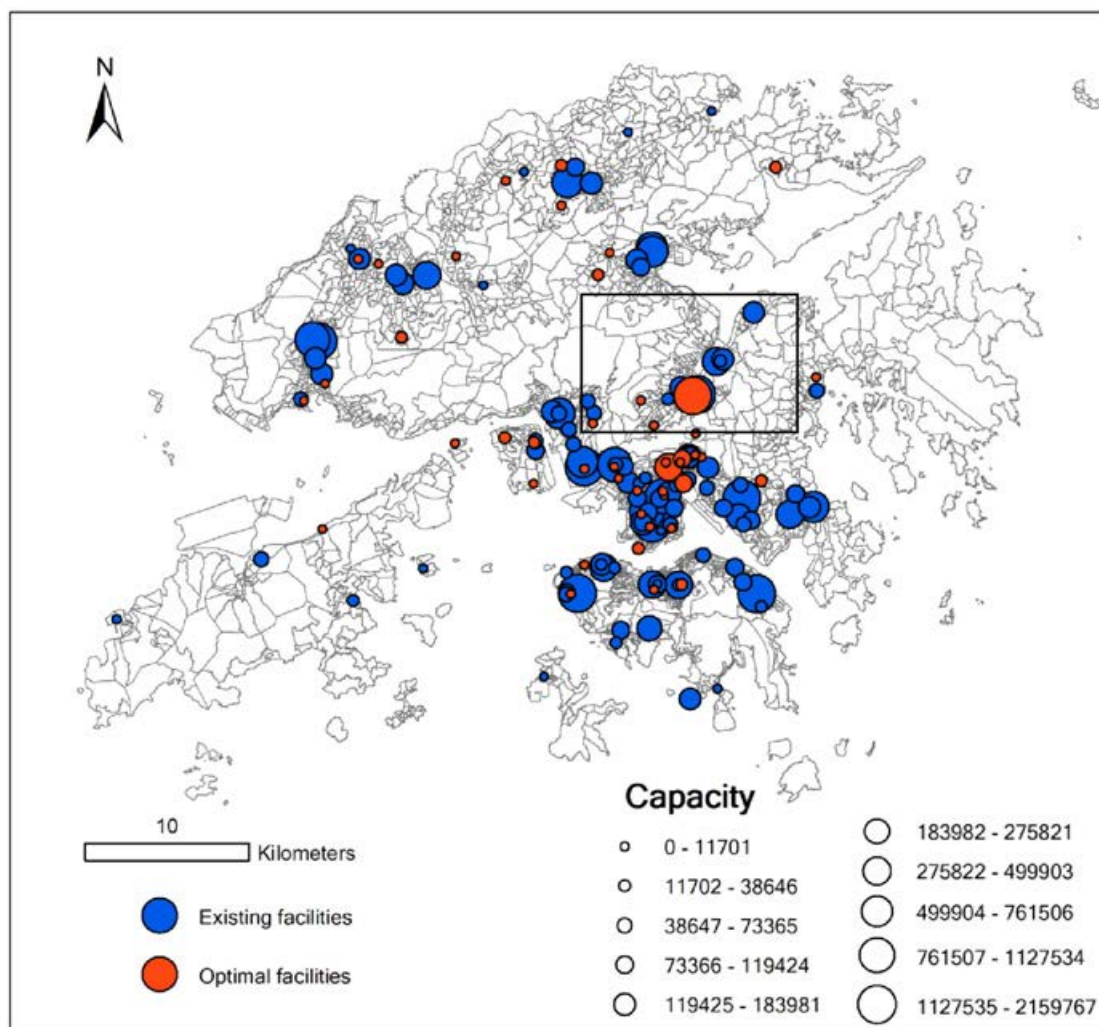 N
10
Kilometers
Existing facilities
Optimal facilities
Capacity
0 - 11701
11702 - 38646
38647 - 73365
73366 - 119424
119425 - 183981
183982 - 275821
275822 - 499903
499904 - 761506
761507 - 1127534
1127535 - 2159767